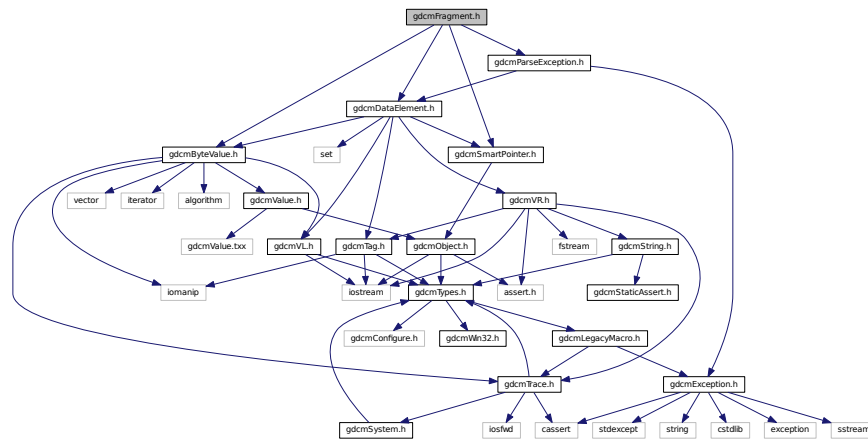 gdcmFragment.h
gdcmParseException.h
gdcmDataElement.h
gdcmByteValue.h
set
gdcmSmartPointer.h
vector
iterator
algorithm
gdcmValue.h
gdcmVR.h
gdcmValue.txx
gdcmVL.h
gdcmTag.h
gdcmObject.h
fstream
gdcmString.h
iomanip
iostream
gdcmTypes.h
assert.h
gdcmStaticAssert.h
gdcmConfigure.h
gdcmWin32.h
gdcmLegacyMacro.h
gdcmTrace.h
gdcmException.h
gdcmSystem.h
iosfwd
cassert
stdexcept
string
cstdlib
exception
sstream